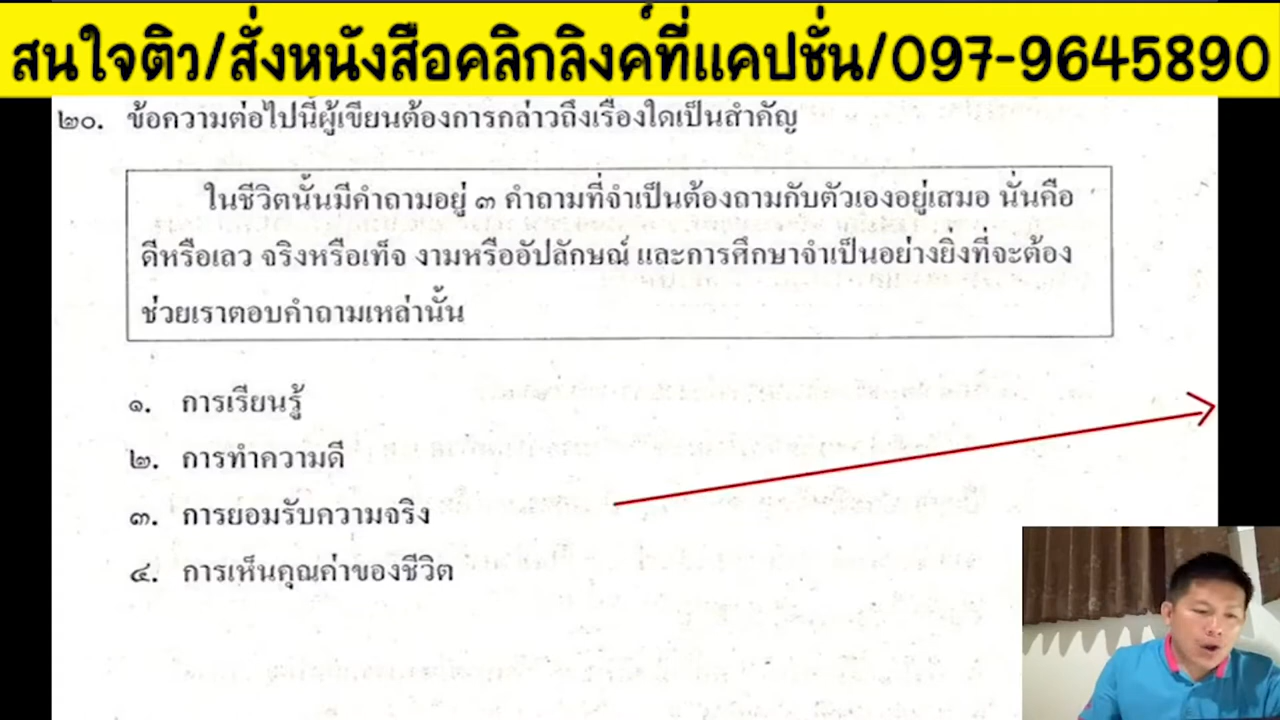 สนใจติว/สั่งหนังสือคลิกลิงค์ที่แคปชั่น/097-9645890
๒๐. ข้อความต่อไปนี้ผู้เขียนต้องการกล่าวถึงเรื่องใดเป็นสำคัญ
ในชีวิตนั้นมีคำถามอยู่ ๓ คำถามที่จำเป็นต้องถามกับตัวเองอยู่เสมอ นั่นคือ
ดีหรือเลว จริงหรือเท็จ งามหรืออัปลักษณ์ และการศึกษาจำเป็นอย่างยิ่งที่จะต้อง
ช่วยเราตอบคำถามเหล่านั้น
๑. การเรียนรู้
๒. การทำความดี
๓. การยอมรับความจริง
๔. การเห็นคุณค่าของชีวิต